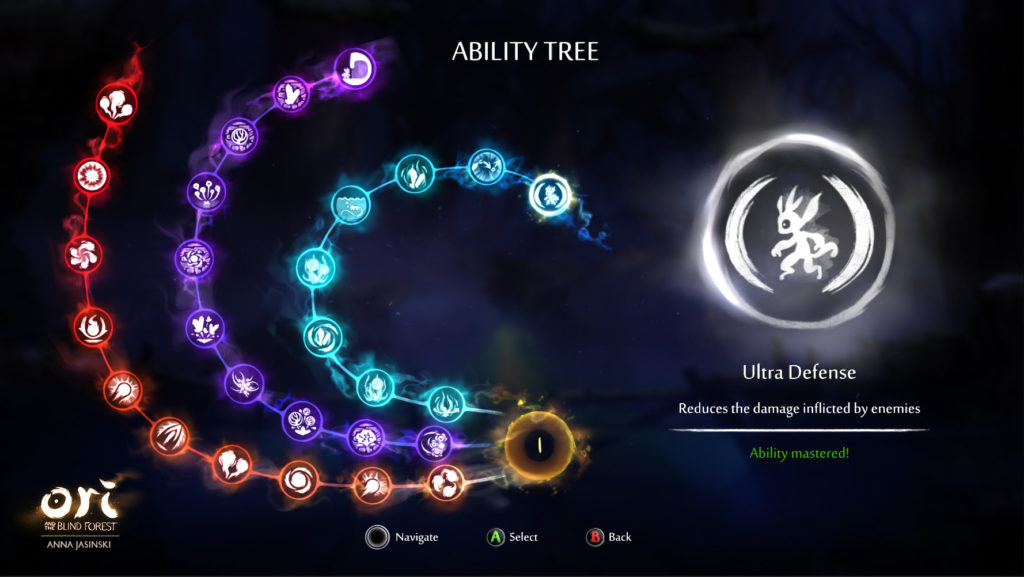 ABILITY TREE
Ultra Defense
Reduces the damage inflicted by enemies
Ability mastered!
1
ori
AND THE BLIND FOREST
ANNA JASINSKI
Navigate
A Select
B Back